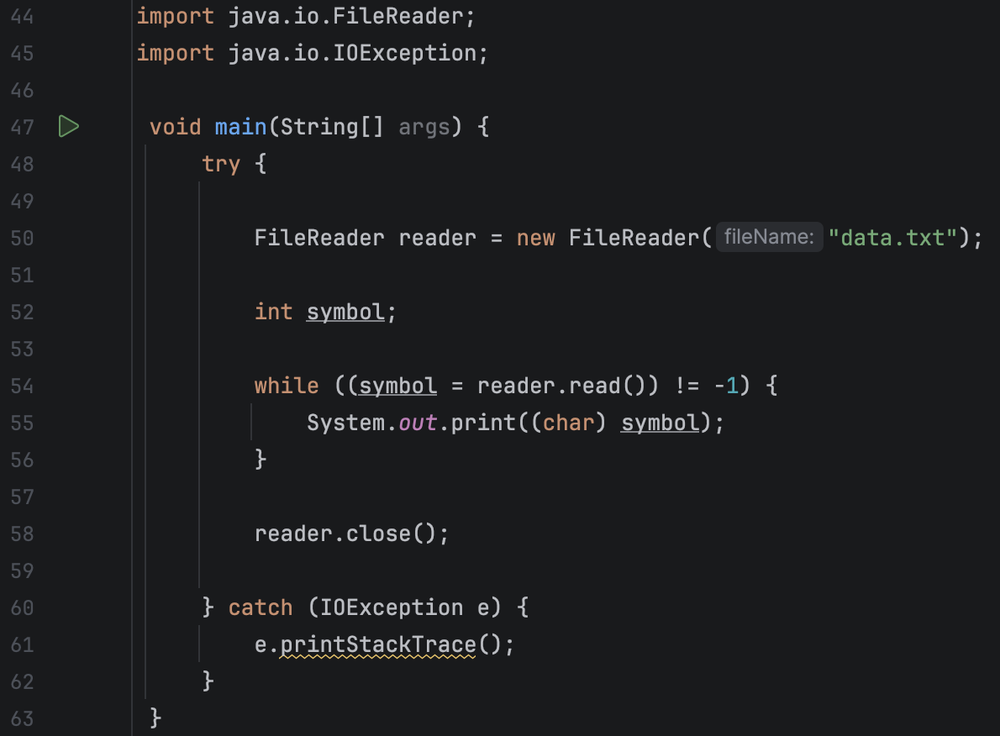 44 import java.io.FileReader;
45 import java.io.IOException;
46
47 void main(String[] args) {
48 try {
49
50 FileReader reader = new FileReader( fileName: "data.txt");
51
52 int symbol;
53
54 while ((symbol = reader.read()) != -1) {
55 System.out.print((char) symbol);
56 }
57
58 reader.close();
59
60 } catch (IOException e) {
61 e.printStackTrace();
62 }
63 }